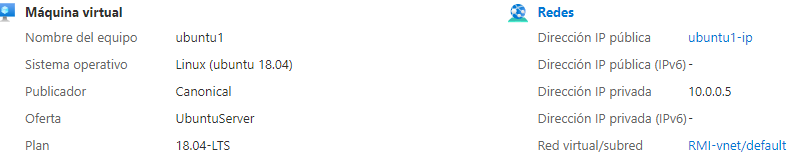 Máquina virtual
Nombre del equipo ubuntu1
Sistema operativo Linux (ubuntu 18.04)
Publicador Canonical
Oferta UbuntuServer
Plan 18.04-LTS
Redes
Dirección IP pública ubuntu1-ip
Dirección IP pública (IPv6) -
Dirección IP privada 10.0.0.5
Dirección IP privada (IPv6) -
Red virtual/subred RMI-vnet/default